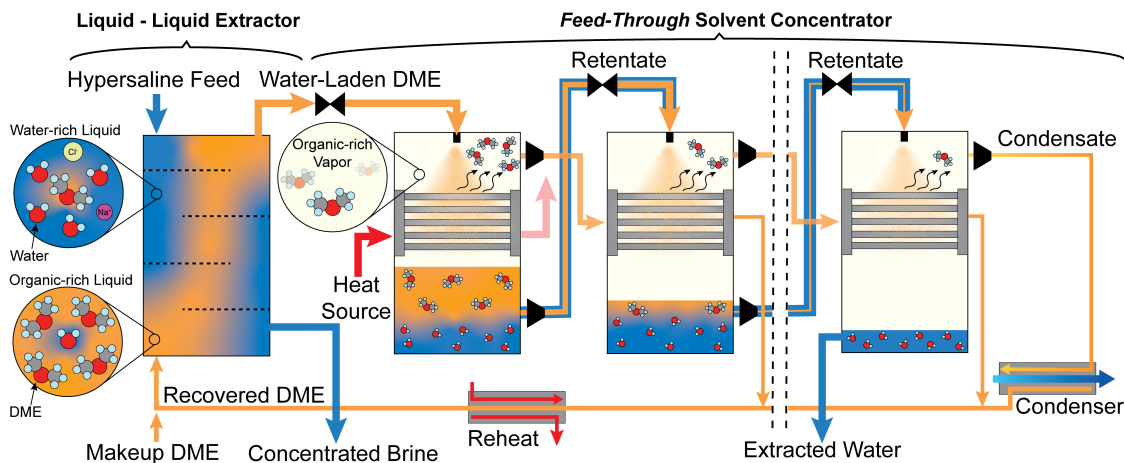 Liquid - Liquid Extractor
Feed-Through Solvent Concentrator
Hypersaline Feed
Water-Laden DME
Retentate
Retentate
Water-rich Liquid
Cl-
Na+
Water
Organic-rich
Vapor
Condensate
Organic-rich Liquid
DME
Heat
Source
Recovered DME
Reheat
Condenser
Makeup DME
Concentrated Brine
Extracted Water